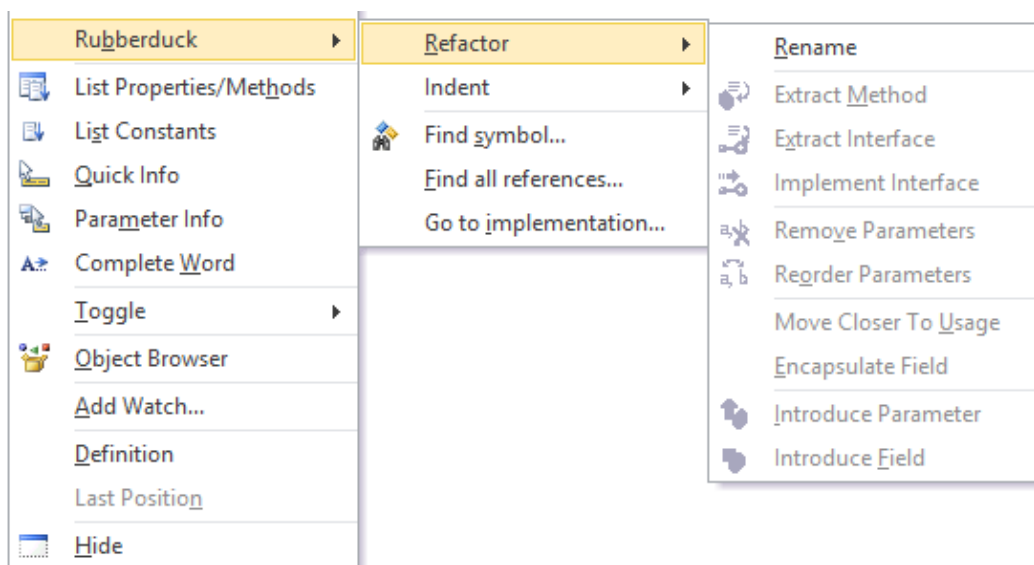 Rubberduck
List Properties/Methods
List Constants
Quick Info
Parameter Info
Complete Word
Toggle
Object Browser
Add Watch...
Definition
Last Position
Hide
Refactor
Indent
Find symbol...
Find all references...
Go to implementation...
Rename
Extract Method
Extract Interface
Implement Interface
Remove Parameters
Reorder Parameters
Move Closer To Usage
Encapsulate Field
Introduce Parameter
Introduce Field